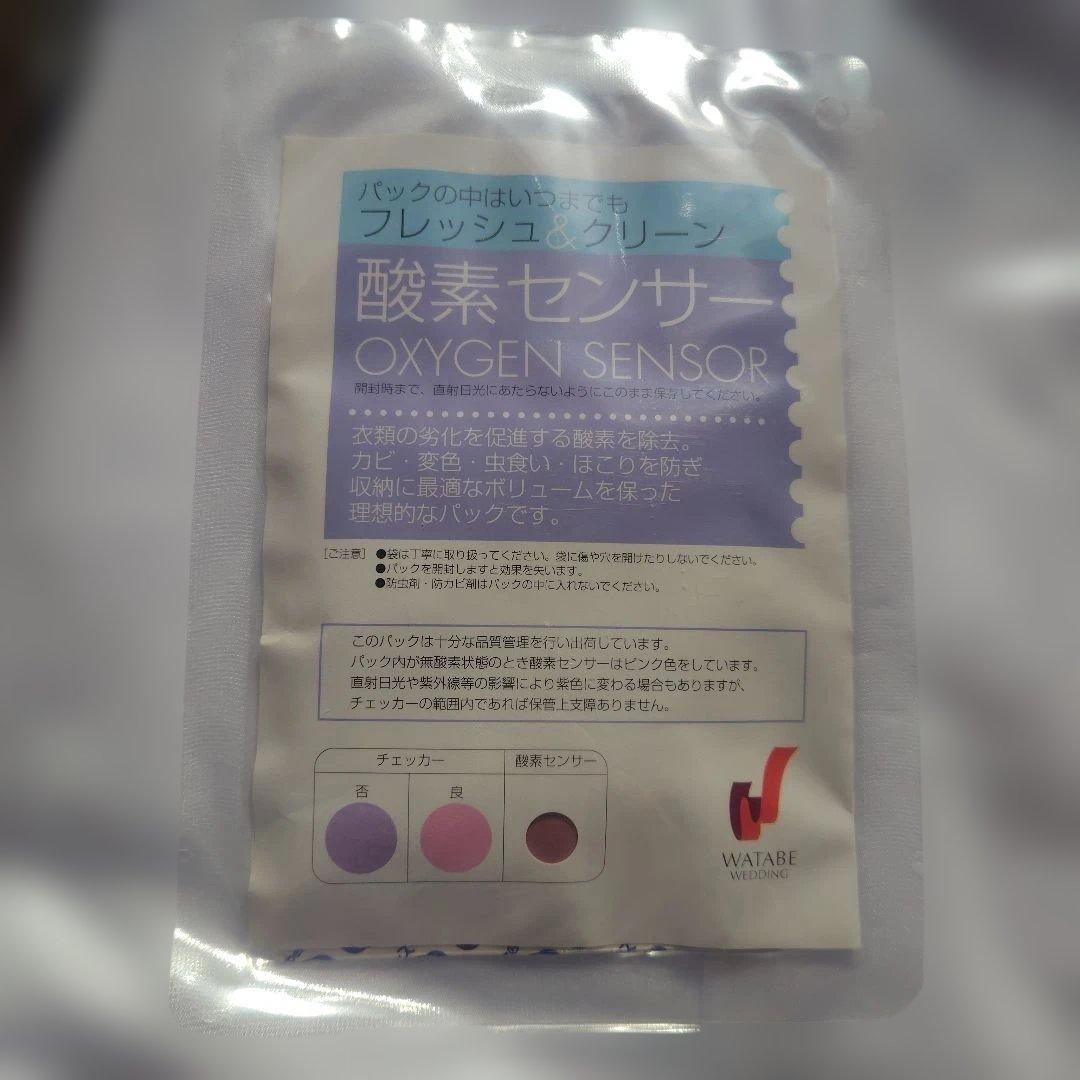 パックの中はいつまでも
フレッシュ&クリーン
酸素センサー
OXYGEN SENSOR
開封時まで、直射日光にあたらないようにこのまま保存してください。
衣類の劣化を促進する酸素を除去。
カビ・変色・虫食い・ほこりを防ぎ
収納に最適なボリュームを保った
理想的なパックです。
[ご注意] ●袋は丁寧に取り扱ってください。袋に傷や穴を開けたりしないでください。
●パックを開封しますと効果を失います。
●防虫剤・防カビ剤はパックの中に入れないでください。
このパックは十分な品質管理を行い出荷しています。
パック内が無酸素状態のとき酸素センサーはピンク色をしています。
直射日光や紫外線等の影響により紫色に変わる場合もありますが、
チェッカーの範囲内であれば保管上支障ありません。
チェッカー 酸素センサー
否 良
WATABE
WEDDING